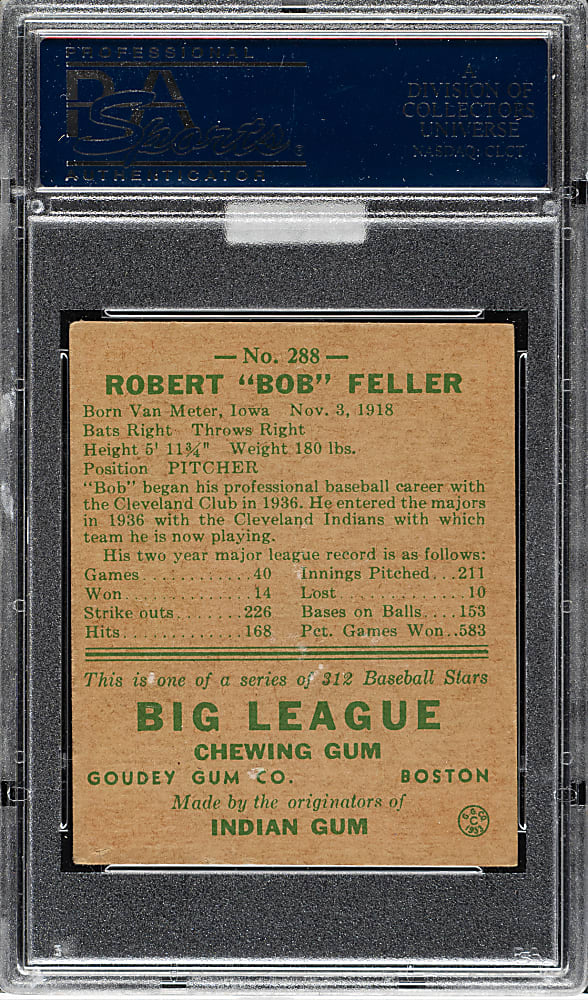 PROFESSIONAL
PSA
Sports
AUTHENTICATOR
A
DIVISION OF
COLLECTORS
UNIVERSE
NASDAQ: CLCT
— No. 288 —
ROBERT "BOB" FELLER
Born Van Meter, Iowa Nov. 3, 1918
Bats Right Throws Right
Height 5' 11¾" Weight 180 lbs.
Position PITCHER
"Bob" began his professional baseball career with
the Cleveland Club in 1936. He entered the majors
in 1936 with the Cleveland Indians with which
team he is now playing.
His two year major league record is as follows:
Games............40 Innings Pitched...211
Won..............14 Lost..............10
Strike outs.......226 Bases on Balls....153
Hits.............168 Pct. Games Won..583
This is one of a series of 312 Baseball Stars
BIG LEAGUE
CHEWING GUM
GOUDEY GUM CO. BOSTON
Made by the originators of
INDIAN GUM